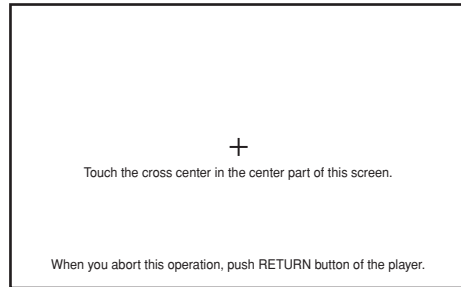 Touch the cross center in the center part of this screen.
When you abort this operation, push RETURN button of the player.